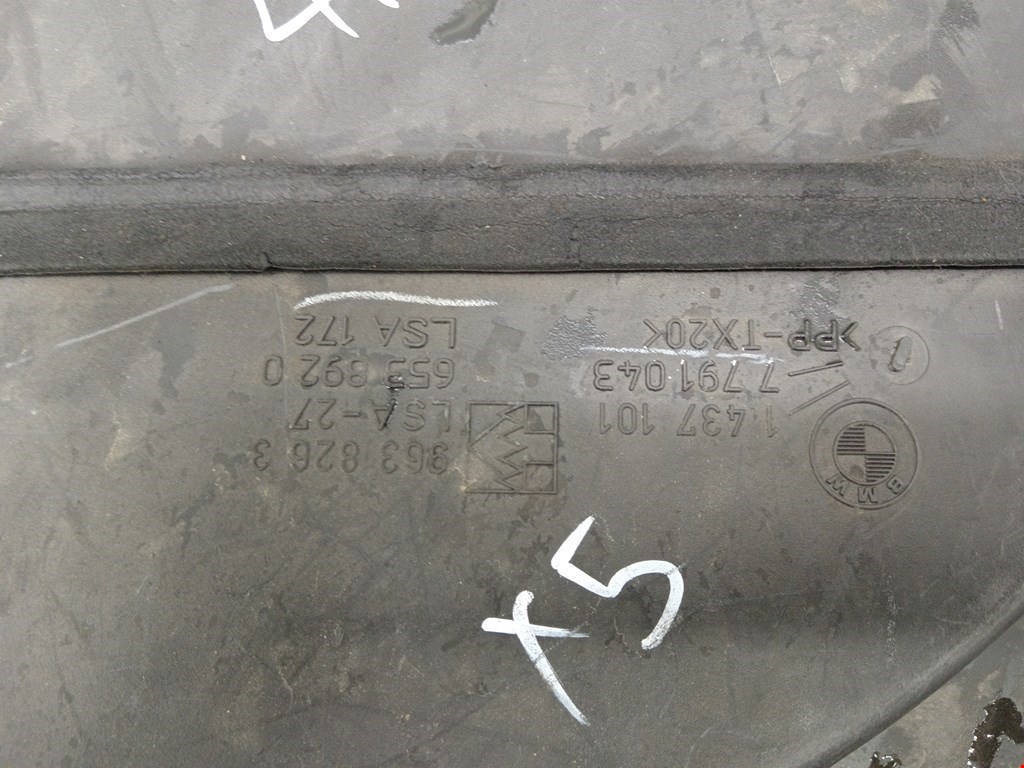 BMW
1 437 101
7 791 043
>PP-TX20<
963 826 3
LSA-27
653 892 0
LSA 172
X5